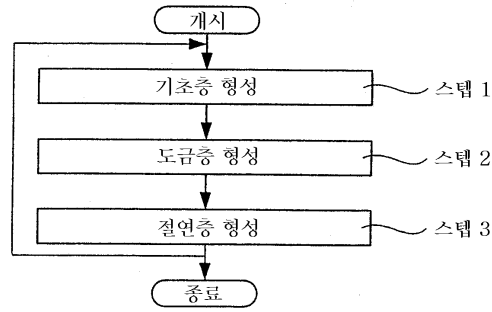 개시
기초층 형성
스텝 1
도금층 형성
스텝 2
절연층 형성
스텝 3
종료